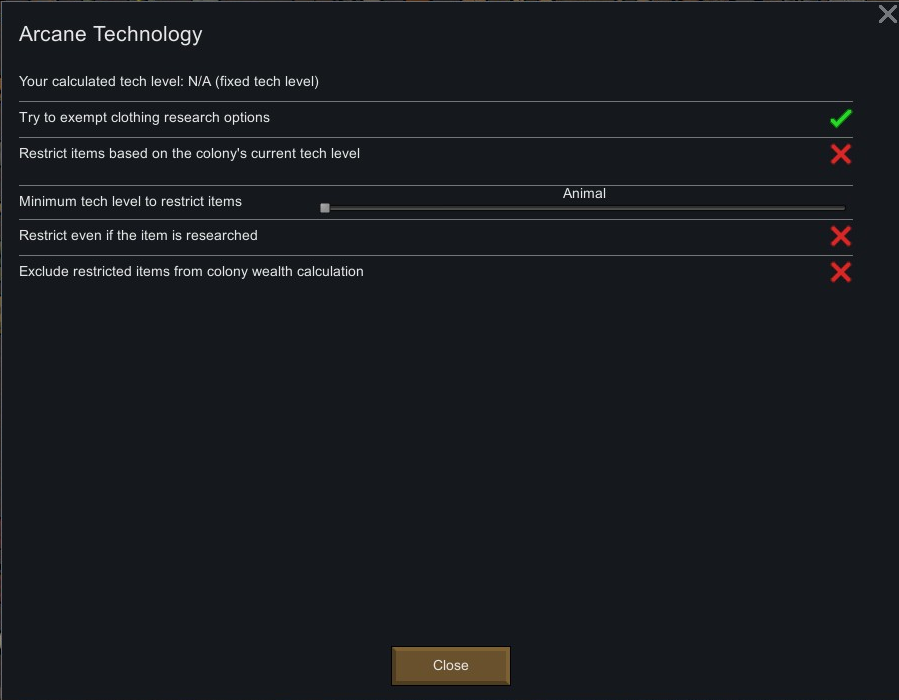 Arcane Technology
Your calculated tech level: N/A (fixed tech level)
Try to exempt clothing research options
Restrict items based on the colony's current tech level
Animal
Minimum tech level to restrict items
Restrict even if the item is researched
Exclude restricted items from colony wealth calculation
Close